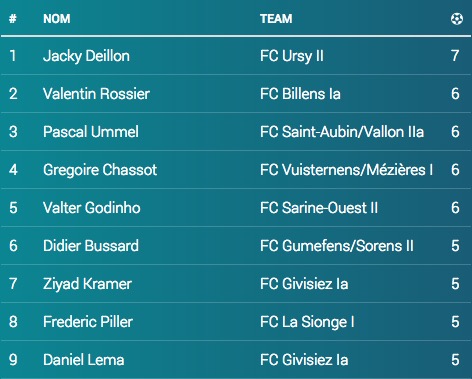 # NOM TEAM
1 Jacky Deillon FC Ursy II 7
2 Valentin Rossier FC Billens Ia 6
3 Pascal Ummel FC Saint-Aubin/Vallon IIa 6
4 Gregoire Chassot FC Vuisternens/Mézières I 6
5 Valter Godinho FC Sarine-Ouest II 6
6 Didier Bussard FC Gumefens/Sorens II 5
7 Ziyad Kramer FC Givisiez Ia 5
8 Frederic Piller FC La Sionge I 5
9 Daniel Lema FC Givisiez Ia 5